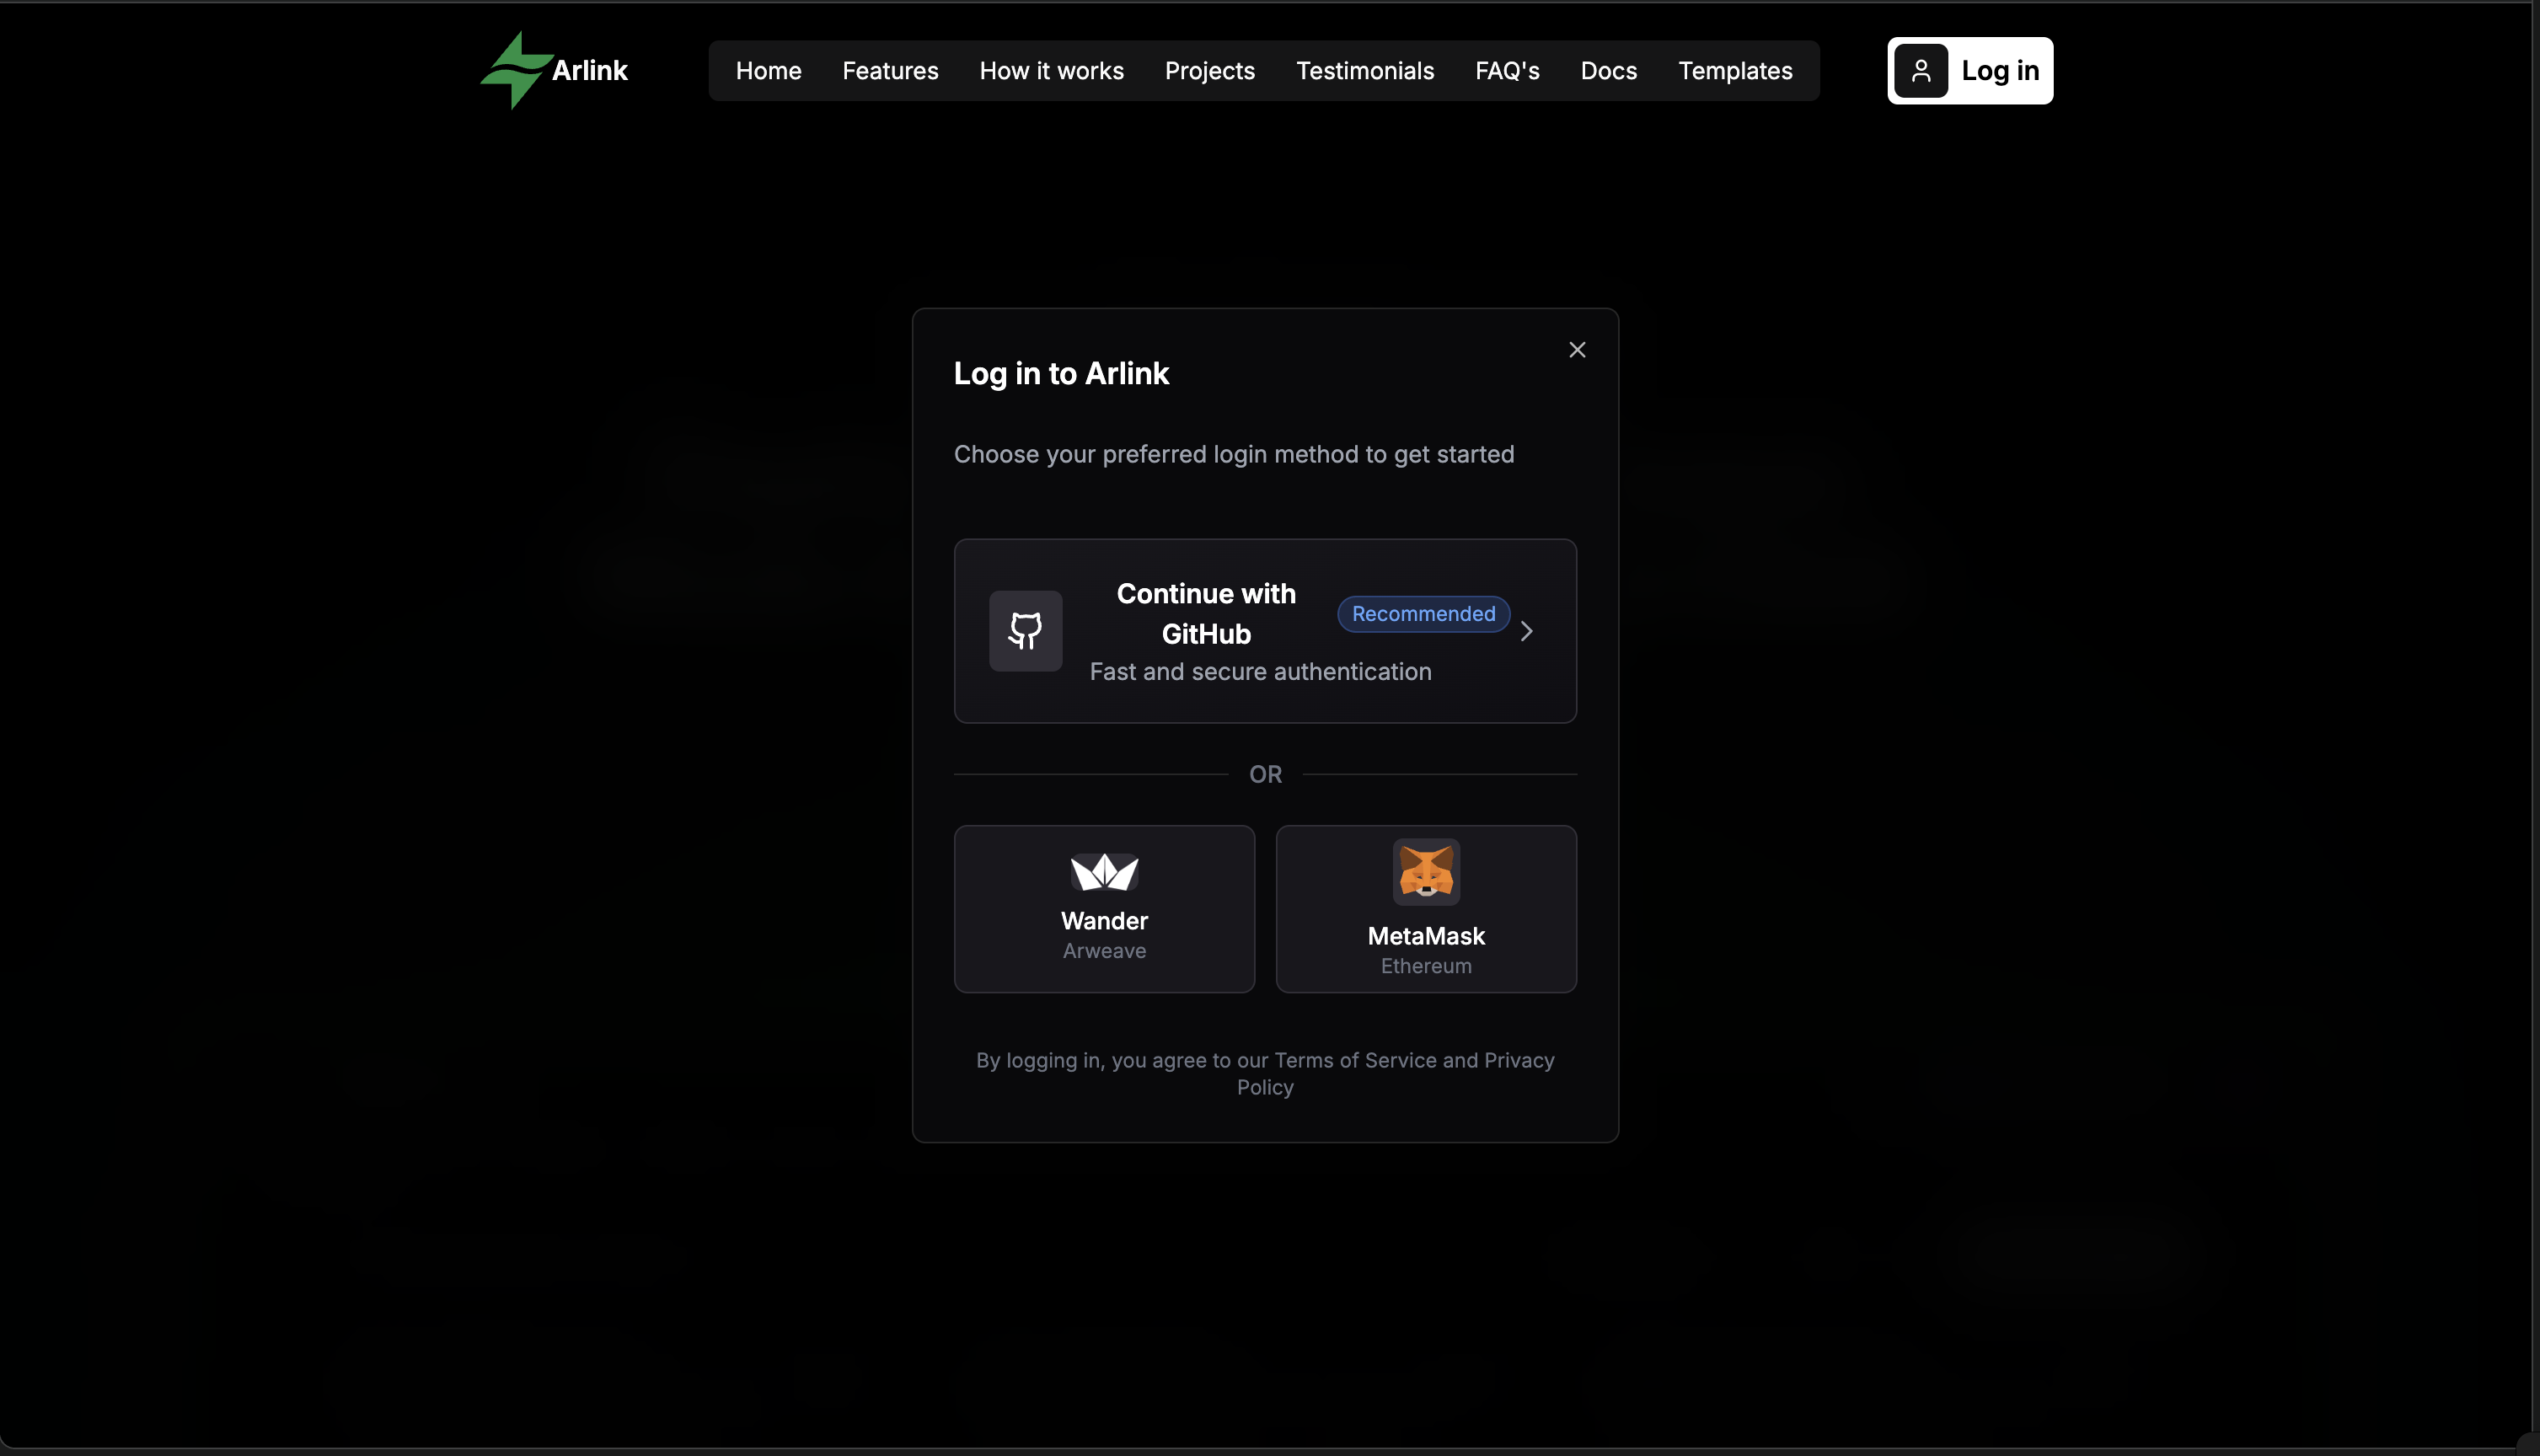 Arlink
Home Features How it works Projects Testimonials FAQ's Docs Templates
Log in
Log in to Arlink
Choose your preferred login method to get started
Continue with
GitHub
Recommended
Fast and secure authentication
OR
Wander
Arweave
MetaMask
Ethereum
By logging in, you agree to our Terms of Service and Privacy
Policy